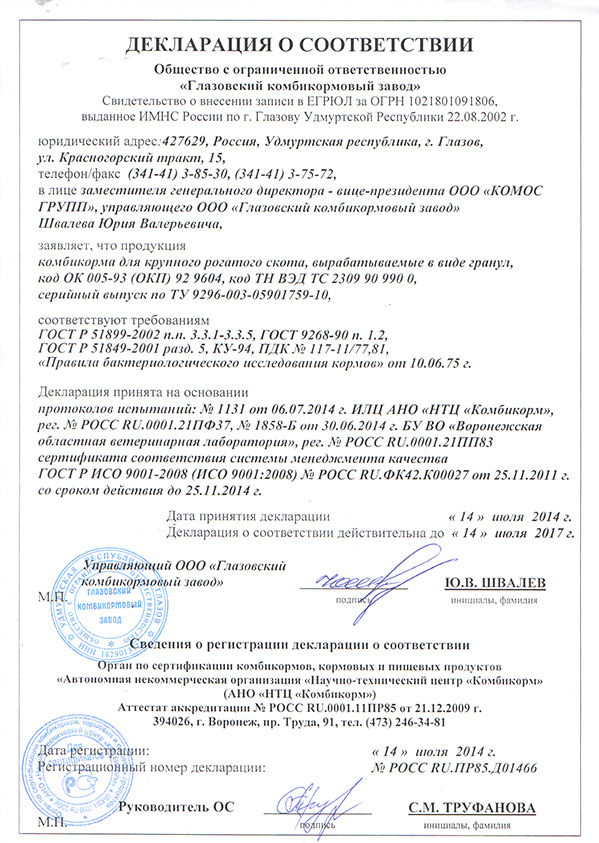 ДЕКЛАРАЦИЯ О СООТВЕТСТВИИ
Общество с ограниченной ответственностью
«Глазовский комбикормовый завод»
Свидетельство о внесении записи в ЕГРЮЛ за ОГРН 1021801091806,
выданное ИМНС России по г. Глазову Удмуртской Республики 22.08.2002 г.
юридический адрес:427629, Россия, Удмуртская республика, г. Глазов,
ул. Красногорский тракт, 15,
телефон/факс (341-41) 3-85-30, (341-41) 3-75-72,
в лице заместителя генерального директора - вице-президента ООО «КОМОС
ГРУПП», управляющего ООО «Глазовский комбикормовый завод»
Швалева Юрия Валерьевича,
заявляет, что продукция
комбикорма для крупного рогатого скота, вырабатываемые в виде гранул,
код ОК 005-93 (ОКП) 92 9604, код ТН ВЭД ТС 2309 90 990 0,
серийный выпуск по ТУ 9296-003-05901759-10,
соответствуют требованиям
ГОСТ Р 51899-2002 п.п. 3.3.1-3.3.5, ГОСТ 9268-90 п. 1.2,
ГОСТ Р 51849-2001 разд. 5, КУ-94, ПДК № 117-11/77,81,
«Правила бактериологического исследования кормов» от 10.06.75 г.
Декларация принята на основании
протоколов испытаний: № 1131 от 06.07.2014 г. ИЛЦ АНО «НТЦ «Комбикорм»,
рег. № РОСС RU.0001.21ПФ37, № 1858-Б от 30.06.2014 г. БУ ВО «Воронежская
областная ветеринарная лаборатория», рег. № РОСС RU.0001.21ПП83
сертификата соответствия системы менеджмента качества
ГОСТ Р ИСО 9001-2008 (ИСО 9001:2008) № РОСС RU.ФК42.К00027 от 25.11.2011 г.
со сроком действия до 25.11.2014 г.
Дата принятия декларации « 14 » июля 2014 г.
Декларация о соответствии действительна до « 14 » июля 2017 г.
Управляющий ООО «Глазовский
комбикормовый завод» Ю.В. ШВАЛЕВ
М.П. подпись инициалы, фамилия
ГЛАЗОВСКИЙ
КОМБИКОРМОВЫЙ
ЗАВОД
Сведения о регистрации декларации о соответствии
Орган по сертификации комбикормов, кормовых и пищевых продуктов
«Автономная некоммерческая организация «Научно-технический центр «Комбикорм»
(АНО «НТЦ «Комбикорм»)
Аттестат аккредитации № РОСС RU.0001.11ПР85 от 21.12.2009 г.
394026, г. Воронеж, пр. Труда, 91, тел. (473) 246-34-81
Дата регистрации: « 14 » июля 2014 г.
Регистрационный номер декларации: № РОСС RU.ПР85.Д01466
Для
сертификатов
Руководитель ОС С.М. ТРУФАНОВА
М.П. подпись инициалы, фамилия